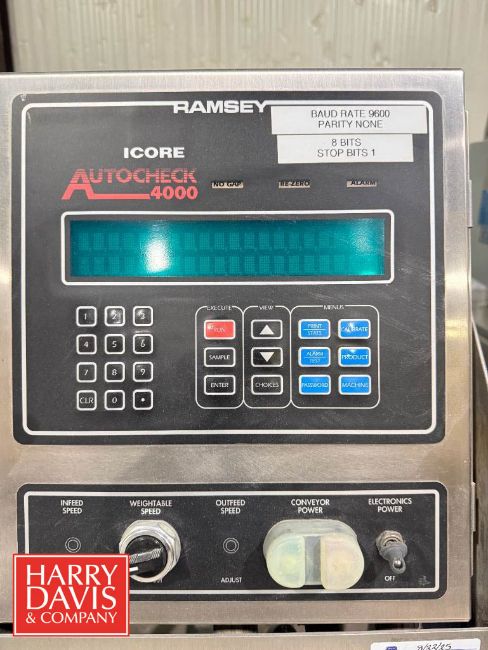 RAMSEY
BAUD RATE 9600
PARITY NONE
8 BITS
STOP BITS 1
ICORE
AUTOCHECK
4000
NO GAP
RE-ZERO
ALARM
EXECUTE
VIEW
MENUS
1 2 3
RUN
PRINT STATS
CALIBRATE
4 5 6
SAMPLE
ALARM TEST
PRODUCT
7 8 9
ENTER
CHOICES
PASSWORD
MACHINE
CLR 0 •
INFEED SPEED
WEIGHTABLE SPEED
OUTFEED SPEED
CONVEYOR POWER
ELECTRONICS POWER
ADJUST
OFF
HARRY
DAVIS
& COMPANY